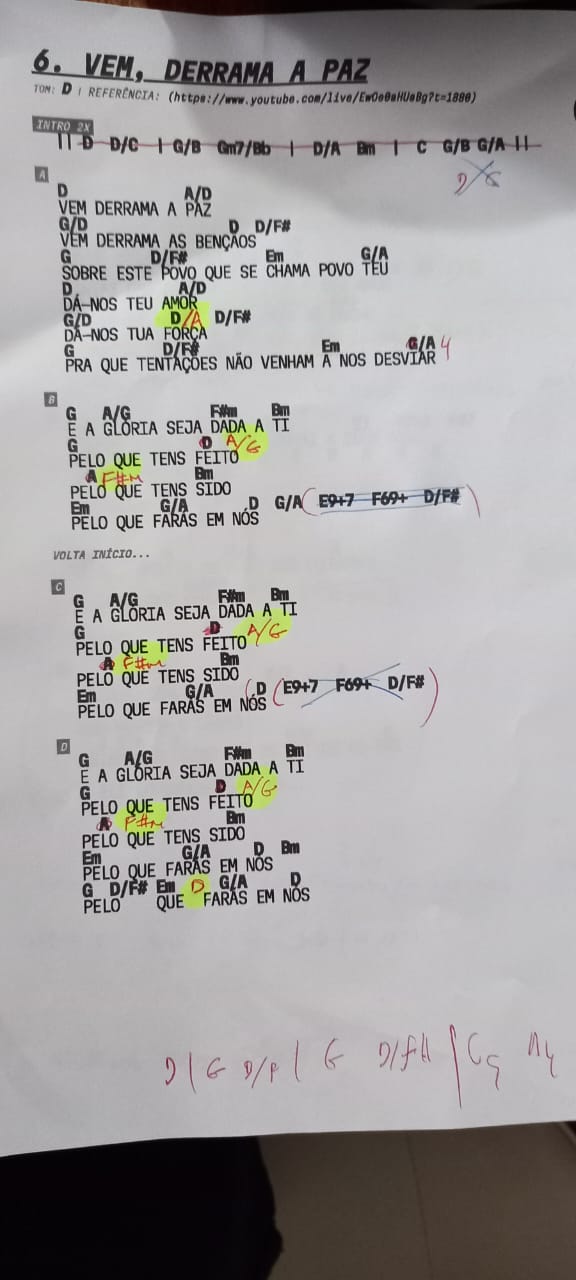 6. VEM, DERRAMA A PAZ
TOM: D | REFERÊNCIA: (https://www.youtube.com/live/EwOo0aHUaBg?t=1880)
INTRO 2X
|| D D/C | G/B Gm7/Bb | D/A Bm | C G/B G/A ||
A
D A/D
VEM DERRAMA A PAZ
G/D D D/F#
VEM DERRAMA AS BENÇÃOS
G D/F# Em G/A
SOBRE ESTE POVO QUE SE CHAMA POVO TEU
D A/D
DÁ-NOS TEU AMOR
G/D D/A D/F#
DÁ-NOS TUA FORÇA
G D/F# Em G/A 4
PRA QUE TENTAÇÕES NÃO VENHAM A NOS DESVIAR
B
G A/G F#m Bm
E A GLÓRIA SEJA DADA A TI
G D A/G
PELO QUE TENS FEITO
A F#m Bm
PELO QUE TENS SIDO
Em G/A D G/A (E9+7 F69+ D/F#)
PELO QUE FARÁS EM NÓS
VOLTA INÍCIO...
C
G A/G F#m Bm
E A GLÓRIA SEJA DADA A TI
G D A/G
PELO QUE TENS FEITO
A F#m Bm
PELO QUE TENS SIDO
Em G/A D (E9+7 F69+ D/F#)
PELO QUE FARÁS EM NÓS
D
G A/G F#m Bm
E A GLÓRIA SEJA DADA A TI
G D A/G
PELO QUE TENS FEITO
A F#m Bm
PELO QUE TENS SIDO
Em G/A D Bm
PELO QUE FARÁS EM NÓS
G D/F# Em D G/A D
PELO QUE FARÁS EM NÓS
D | G | G D/F# | A4